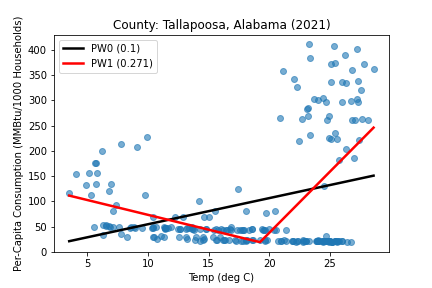 County: Tallapoosa, Alabama (2021)
Per-Capita Consumption (MMBtu/1000 Households)
400
350
300
250
200
150
100
50
0
PW0 (0.1)
PW1 (0.271)
5
10
15
20
25
Temp (deg C)